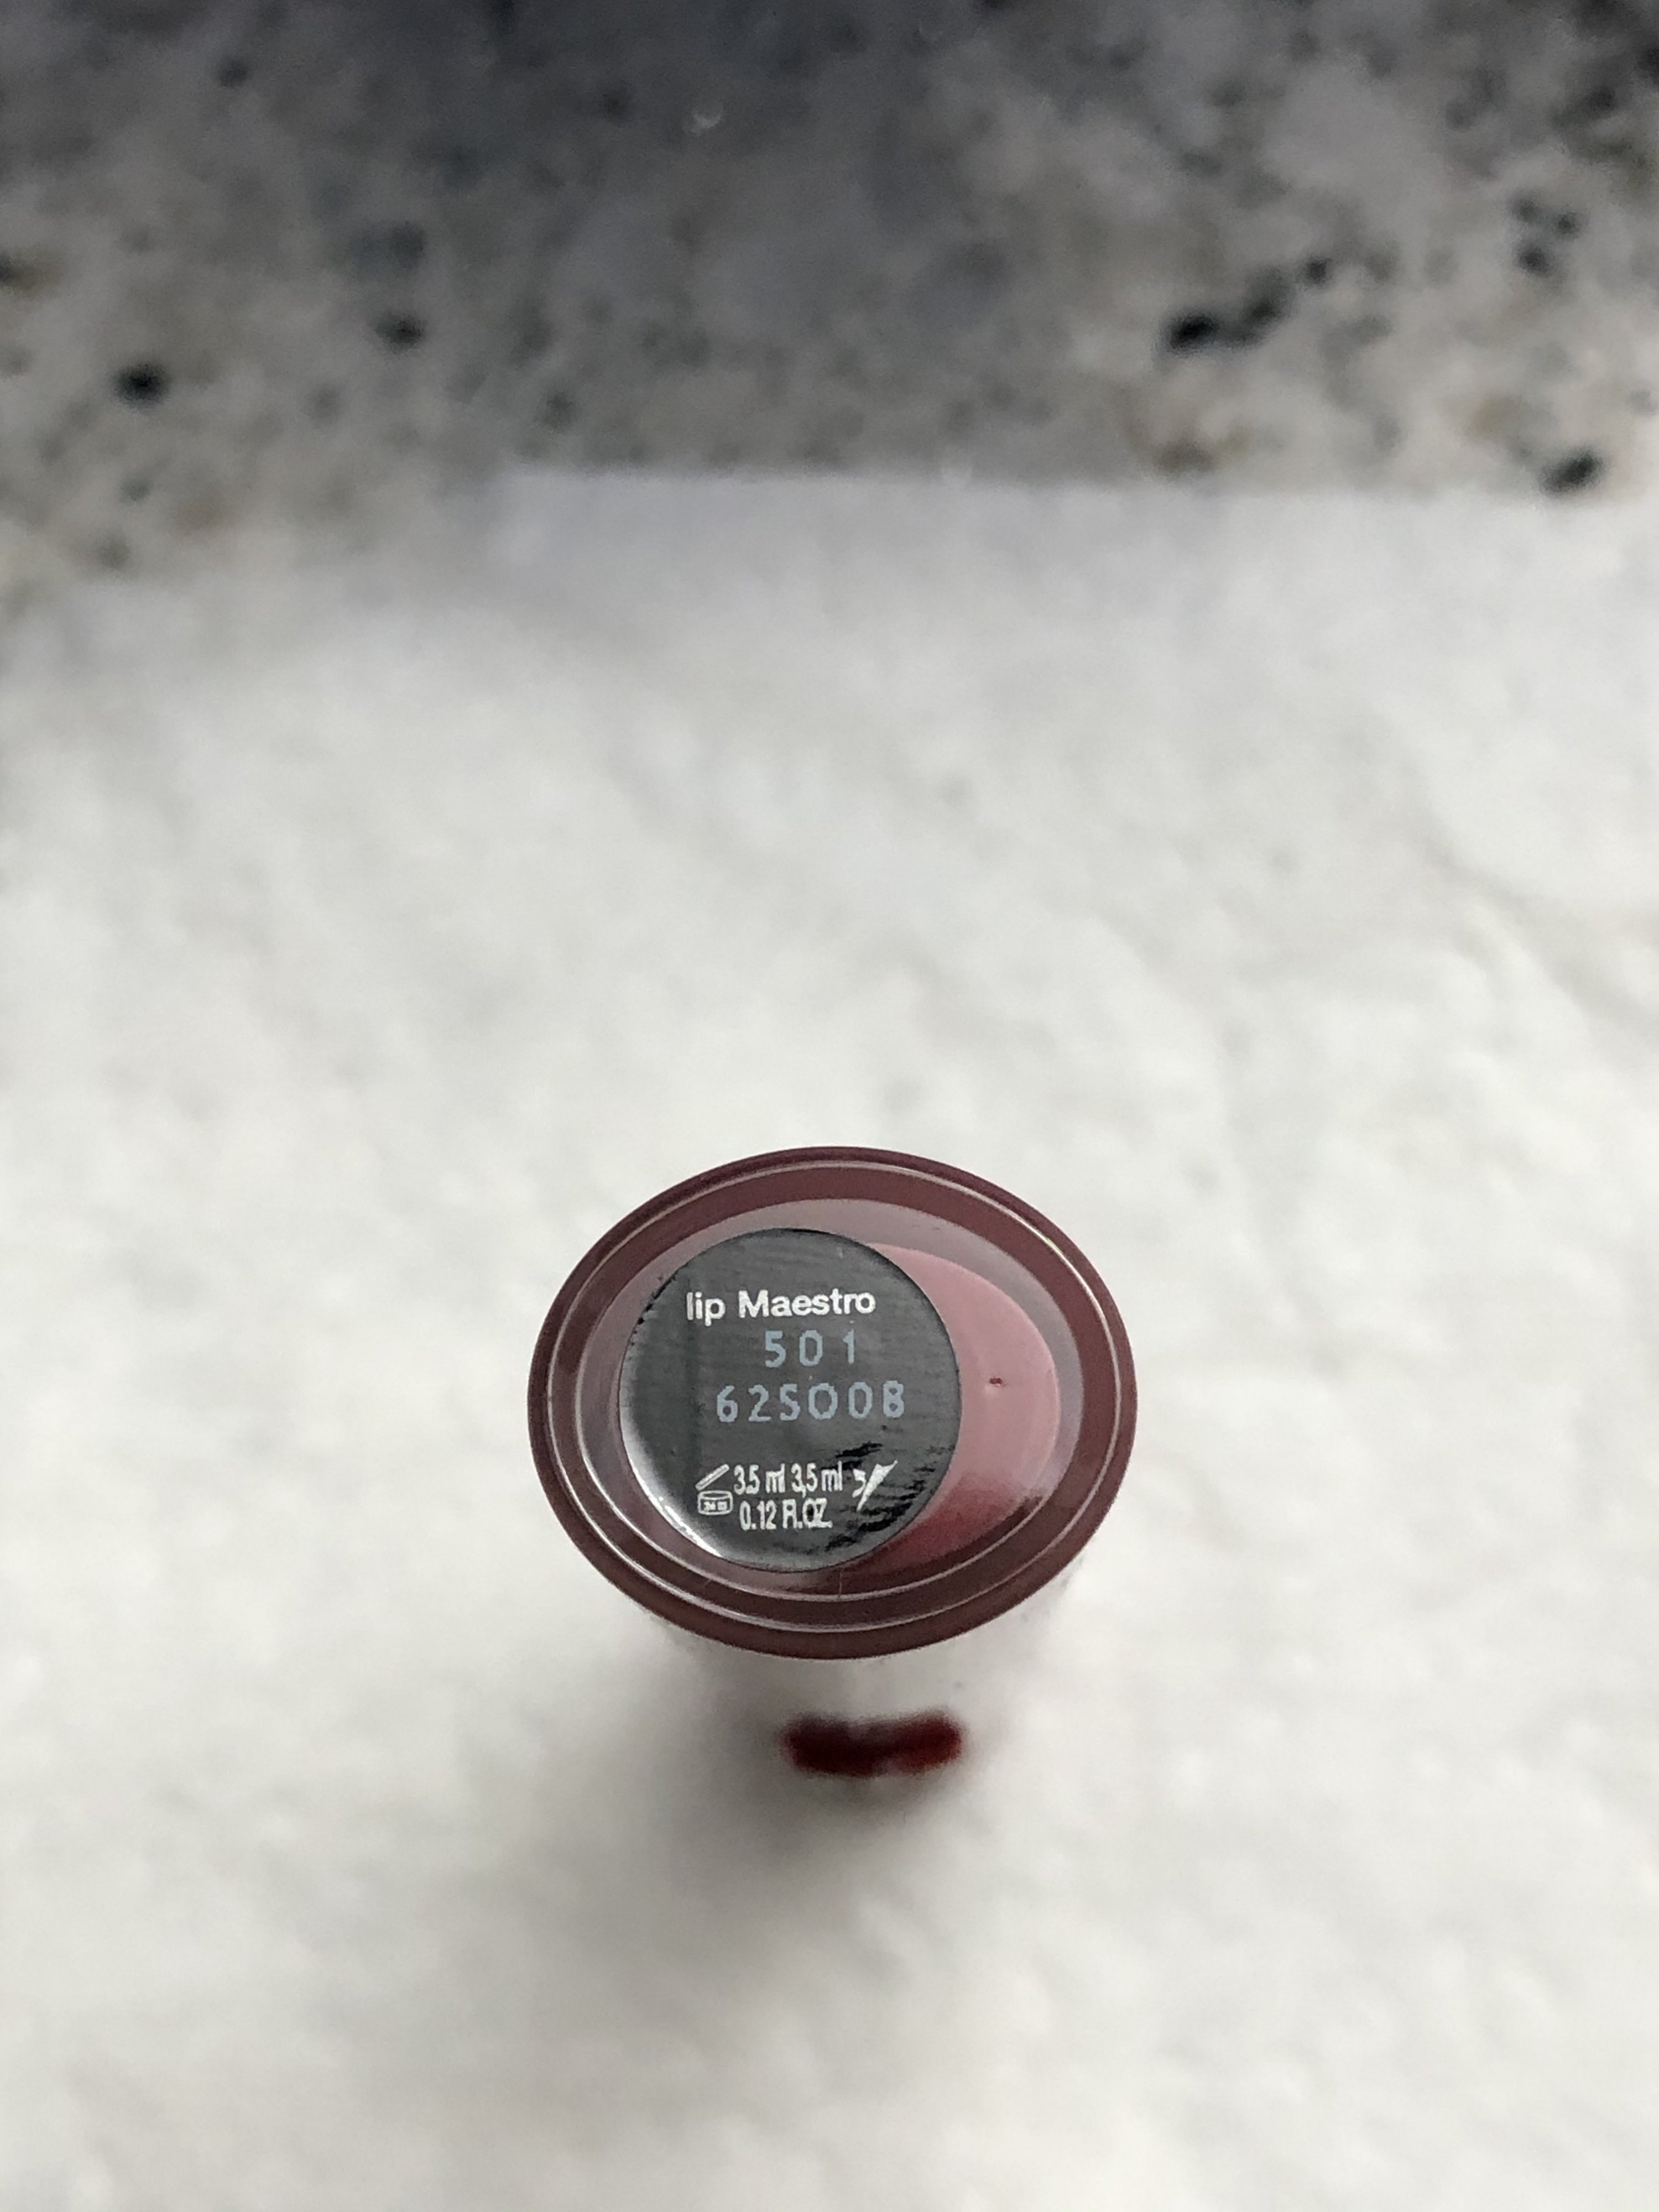 lip Maestro
501
62S008
3.5 ml 3,5 ml
0.12 Fl.OZ.